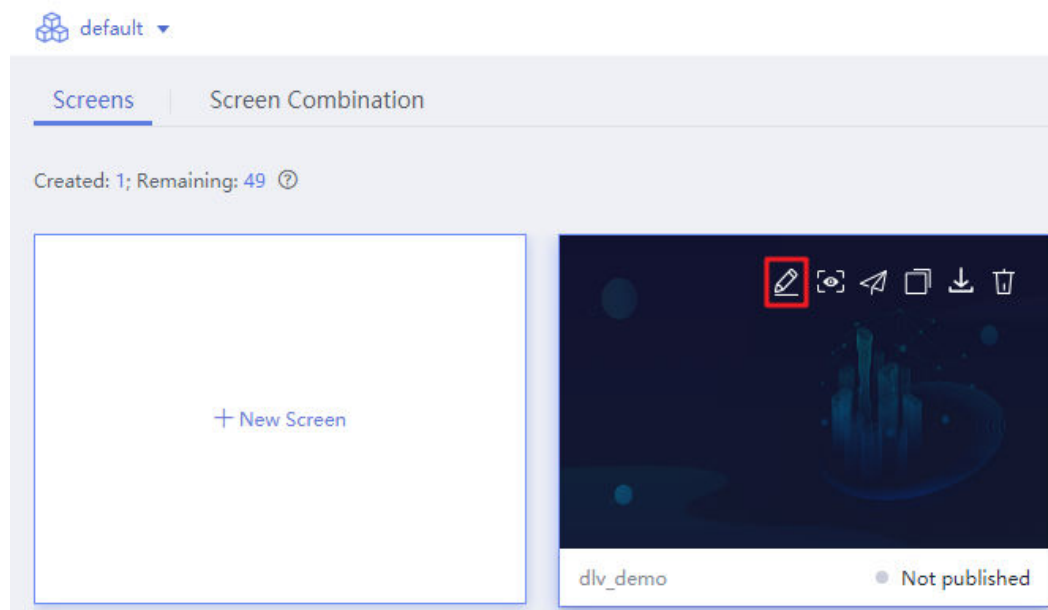 default
Screens
Screen Combination
Created: 1; Remaining: 49 ?
+ New Screen
dlv_demo
Not published